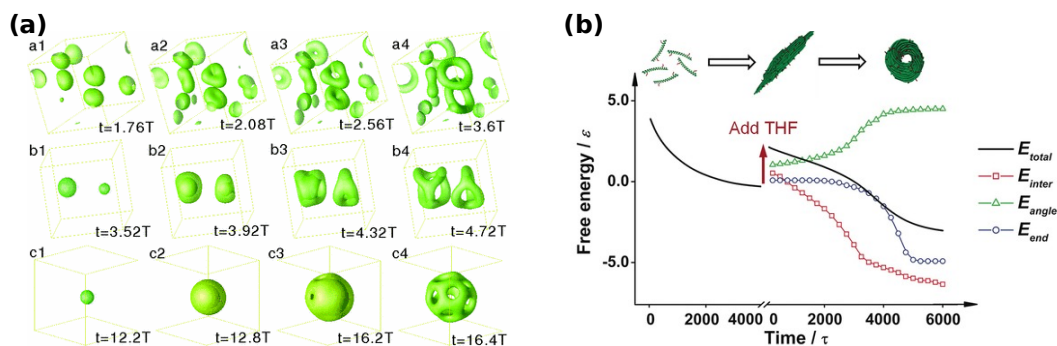 (a)
a1 a2 a3 a4
t=1.76T t=2.08T t=2.56T t=3.6T
b1 b2 b3 b4
t=3.52T t=3.92T t=4.32T t=4.72T
c1 c2 c3 c4
t=12.2T t=12.8T t=16.2T t=16.4T
(b)
Free energy / ε
5.0
0.0
-5.0
Add THF
0 2000 4000 0 2000 4000 6000
Time / τ
E_total
E_inter
E_angle
E_end